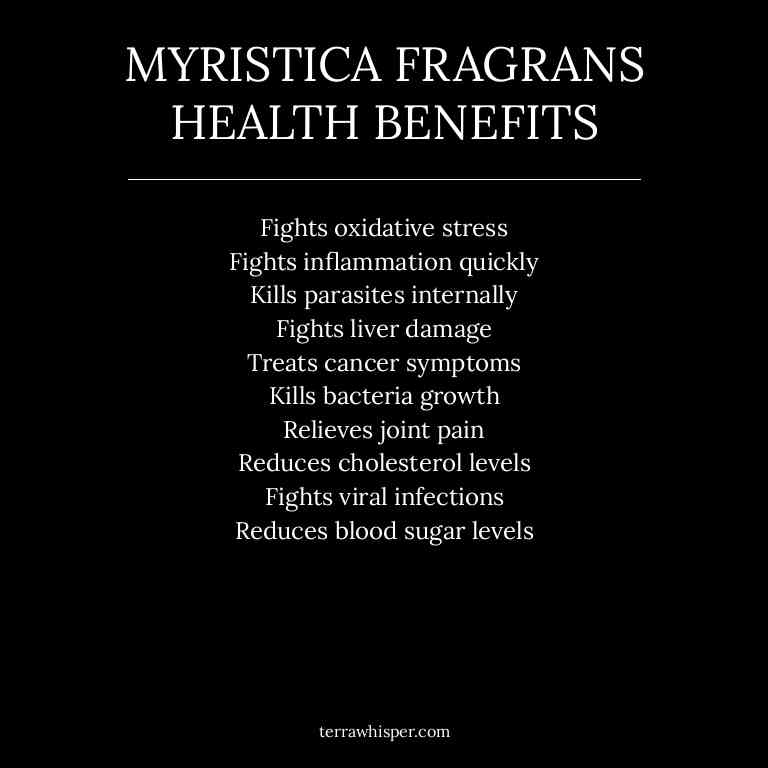 MYRISTICA FRAGRANS
HEALTH BENEFITS
Fights oxidative stress
Fights inflammation quickly
Kills parasites internally
Fights liver damage
Treats cancer symptoms
Kills bacteria growth
Relieves joint pain
Reduces cholesterol levels
Fights viral infections
Reduces blood sugar levels
terrawhisper.com